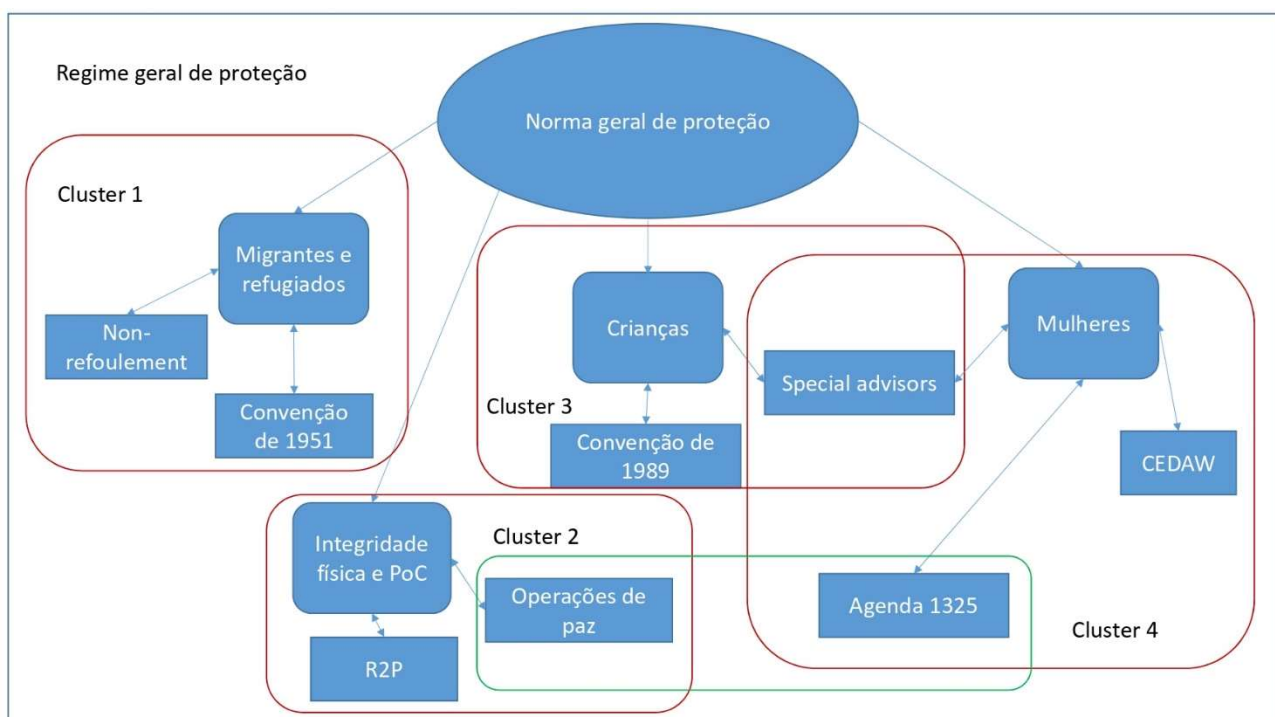 Regime geral de proteção
Norma geral de proteção
Cluster 1
Migrantes e
refugiados
Non-
refoulement
Convenção
de 1951
Crianças
Cluster 3
Convenção de
1989
Special advisors
Mulheres
CEDAW
Integridade
física e PoC
Cluster 2
Operações de
paz
R2P
Agenda 1325
Cluster 4